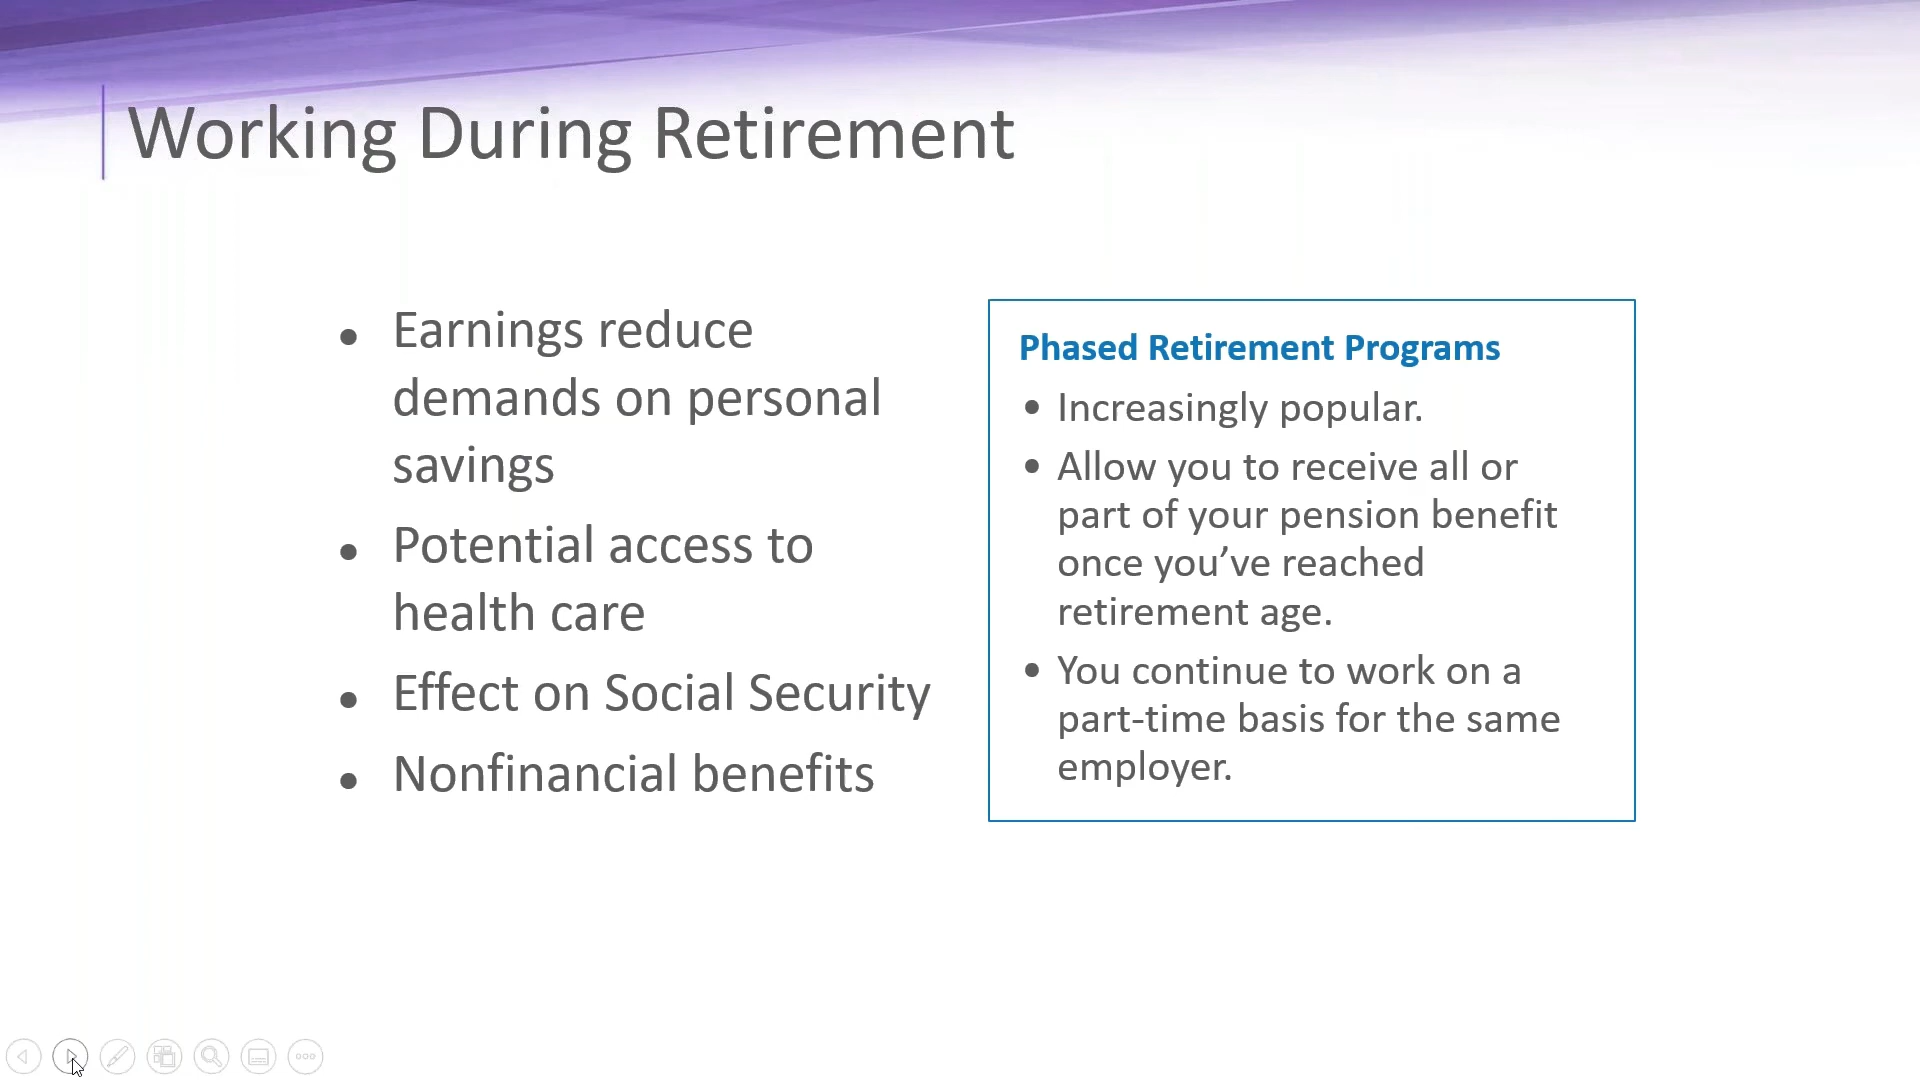 Working During Retirement
● Earnings reduce
demands on personal
savings
● Potential access to
health care
● Effect on Social Security
● Nonfinancial benefits
Phased Retirement Programs
• Increasingly popular.
• Allow you to receive all or
part of your pension benefit
once you’ve reached
retirement age.
• You continue to work on a
part-time basis for the same
employer.